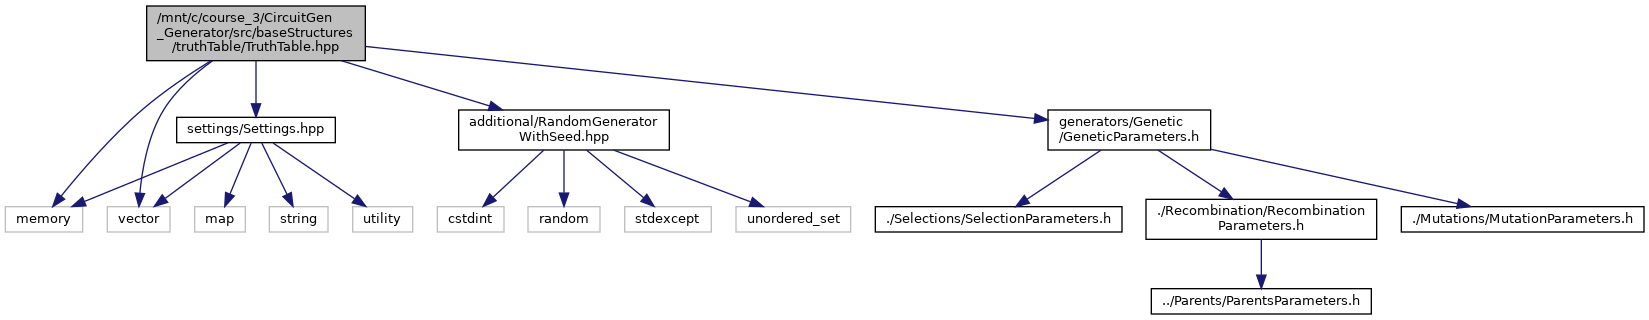 /mnt/c/course_3/CircuitGen
_Generator/src/baseStructures
/truthTable/TruthTable.hpp
settings/Settings.hpp
additional/RandomGenerator
WithSeed.hpp
generators/Genetic
/GeneticParameters.h
memory
vector
map
string
utility
cstdint
random
stdexcept
unordered_set
./Selections/SelectionParameters.h
./Recombination/Recombination
Parameters.h
./Mutations/MutationParameters.h
../Parents/ParentsParameters.h